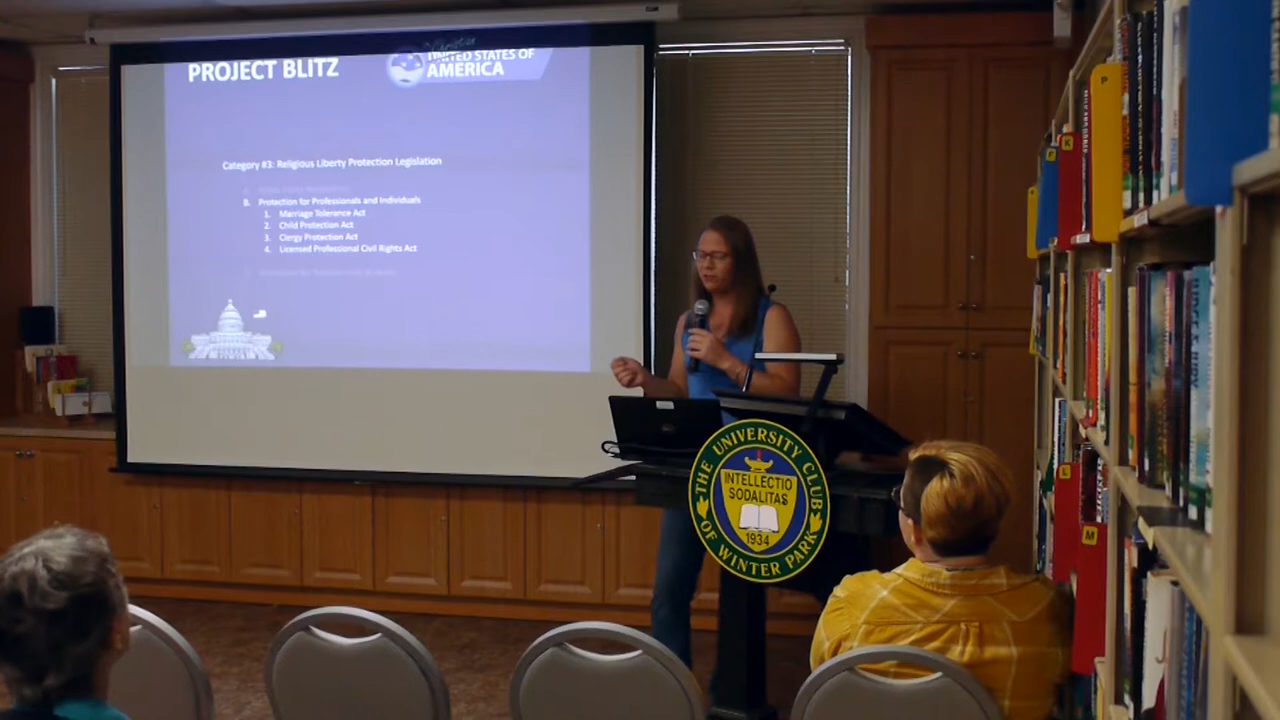 PROJECT BLITZ
Christian
UNITED STATES OF
AMERICA
Category #3: Religious Liberty Protection Legislation
B. Protection for Professionals and Individuals
1. Marriage Tolerance Act
2. Child Protection Act
3. Clergy Protection Act
4. Licensed Professional Civil Rights Act
THE UNIVERSITY CLUB
OF WINTER PARK
INTELLECTIO
SODALITAS
1934
P
K
F
L
M